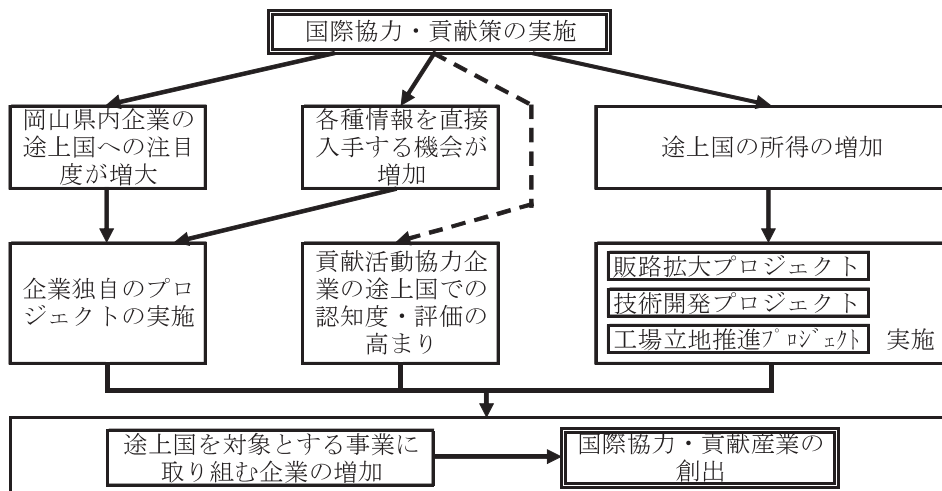 国際協力・貢献策の実施
岡山県内企業の
途上国への注目
度が増大
各種情報を直接
入手する機会が
増加
途上国の所得の増加
企業独自のプロ
ジェクトの実施
貢献活動協力企
業の途上国での
認知度・評価の
高まり
販路拡大プロジェクト
技術開発プロジェクト
工場立地推進プロジェクト 実施
途上国を対象とする事業に
取り組む企業の増加
国際協力・貢献産業の
創出